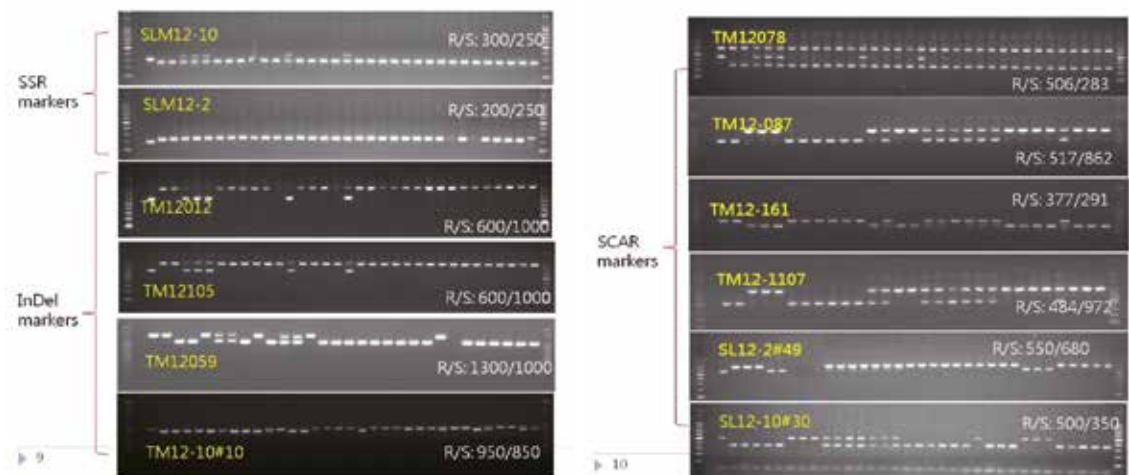 SSR
markers
SLM12-10
R/S: 300/250
SLM12-2
R/S: 200/250
InDel
markers
TM12012
R/S: 600/1000
TM12105
R/S: 600/1000
TM12059
R/S: 1300/1000
TM12-10#10
R/S: 950/850
9
SCAR
markers
TM12078
R/S: 506/283
TM12-087
R/S: 517/862
TM12-161
R/S: 377/291
TM12-1107
R/S: 484/972
SL12-2#49
R/S: 550/680
SL12-10#30
R/S: 500/350
10